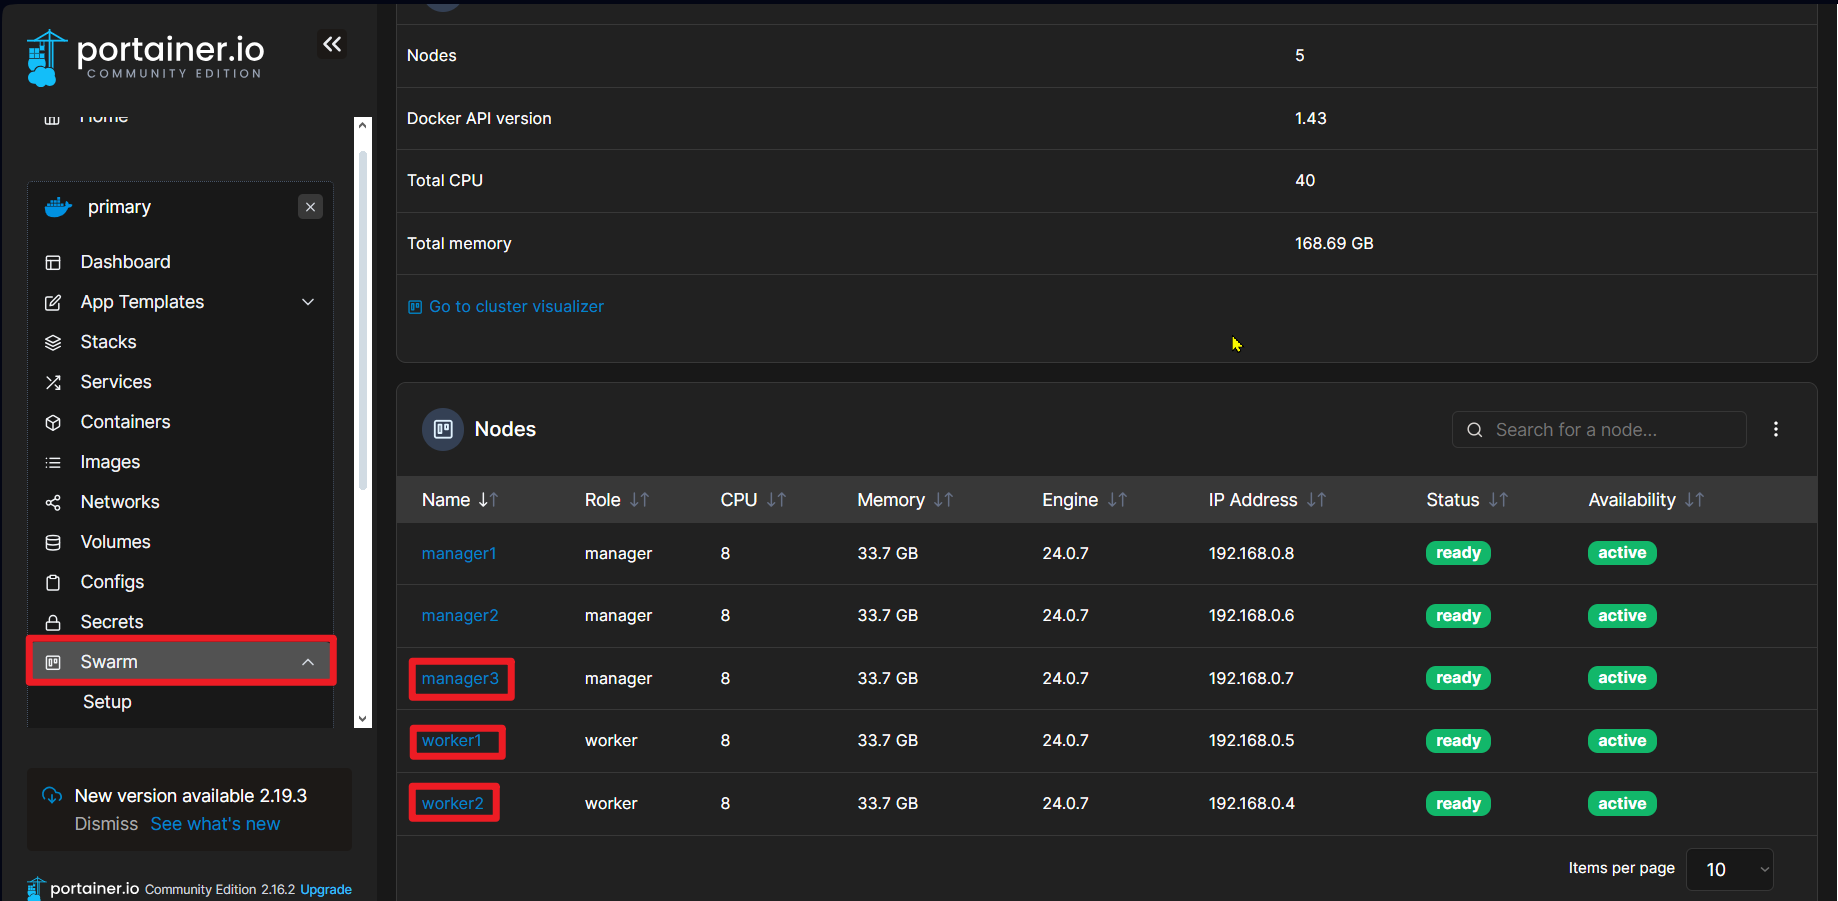 portainer.io
COMMUNITY EDITION
Home
primary
Dashboard
App Templates
Stacks
Services
Containers
Images
Networks
Volumes
Configs
Secrets
Swarm
Setup
New version available 2.19.3
Dismiss See what's new
portainer.io Community Edition 2.16.2 Upgrade
Nodes 5
Docker API version 1.43
Total CPU 40
Total memory 168.69 GB
Go to cluster visualizer
Nodes
Search for a node...
Name Role CPU Memory Engine IP Address Status Availability
manager1 manager 8 33.7 GB 24.0.7 192.168.0.8 ready active
manager2 manager 8 33.7 GB 24.0.7 192.168.0.6 ready active
manager3 manager 8 33.7 GB 24.0.7 192.168.0.7 ready active
worker1 worker 8 33.7 GB 24.0.7 192.168.0.5 ready active
worker2 worker 8 33.7 GB 24.0.7 192.168.0.4 ready active
Items per page 10